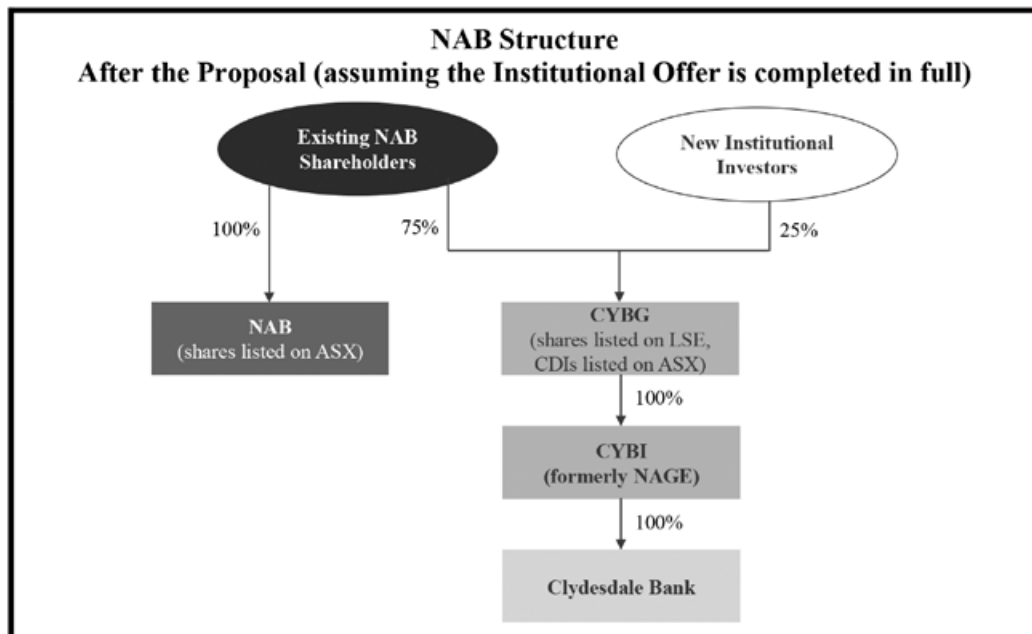 NAB Structure
After the Proposal (assuming the Institutional Offer is completed in full)
Existing NAB
Shareholders
New Institutional
Investors
100%
75%
25%
NAB
(shares listed on ASX)
CYBG
(shares listed on LSE,
CDIs listed on ASX)
100%
CYBI
(formerly NAGE)
100%
Clydesdale Bank